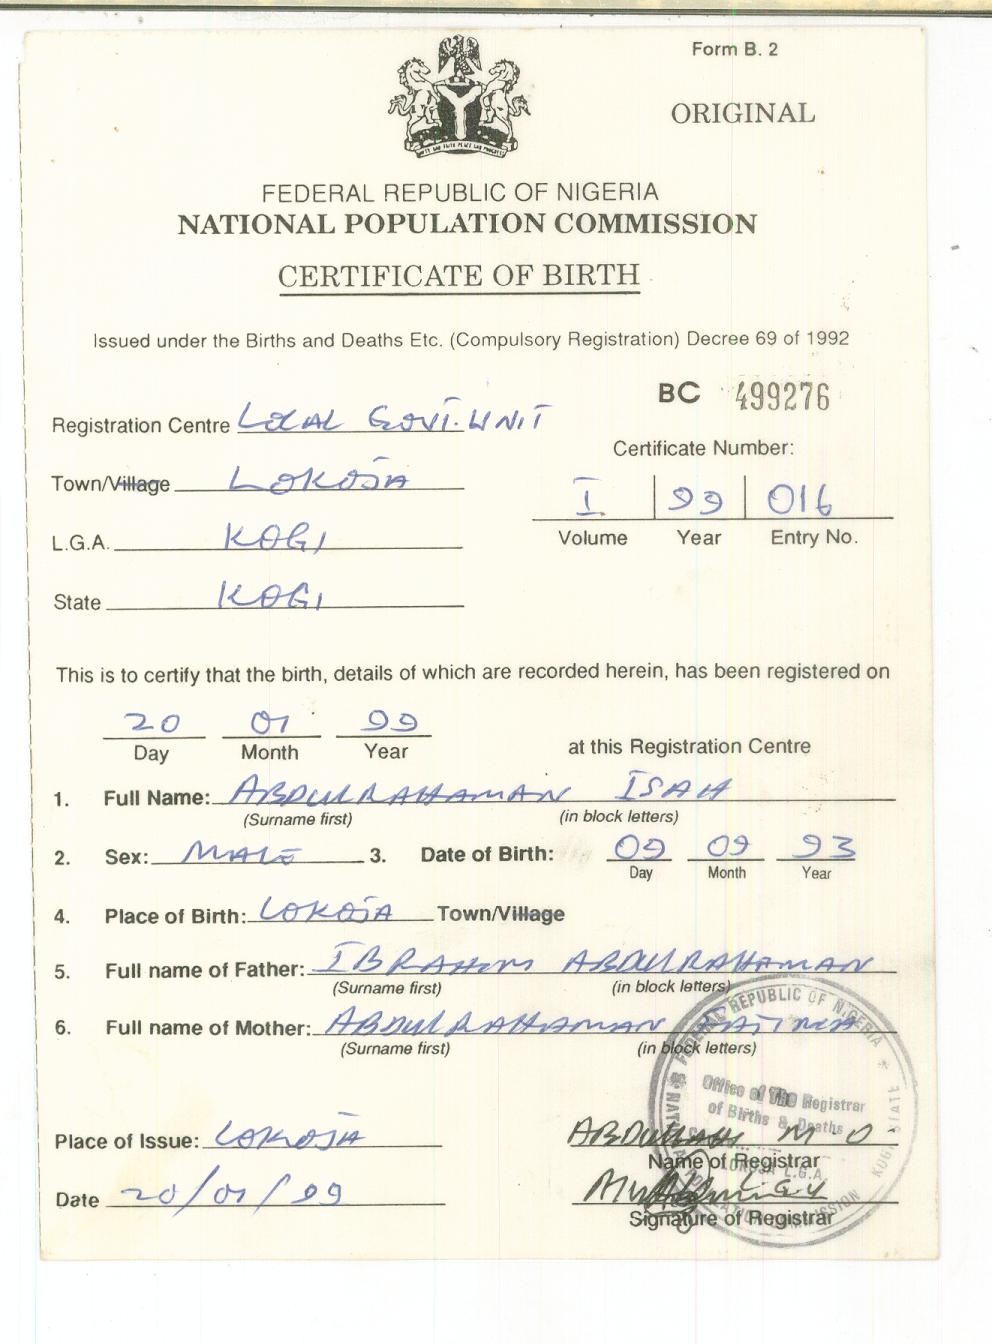 Form B. 2
ORIGINAL
FEDERAL REPUBLIC OF NIGERIA
NATIONAL POPULATION COMMISSION
CERTIFICATE OF BIRTH
Issued under the Births and Deaths Etc. (Compulsory Registration) Decree 69 of 1992
BC 499276
Registration Centre LOCAL GOVT. UNIT
Certificate Number:
Town/Village LOKOJA
I 99 016
Volume Year Entry No.
L.G.A. KOGI
State KOGI
This is to certify that the birth, details of which are recorded herein, has been registered on
20 01 99
Day Month Year at this Registration Centre
1. Full Name: ABDULRAHAMAN ISAH
(Surname first) (in block letters)
2. Sex: MALE 3. Date of Birth: 09 09 93
Day Month Year
4. Place of Birth: LOKOJA Town/Village
5. Full name of Father: IBRAHIM ABDULRAHAMAN
(Surname first) (in block letters)
6. Full name of Mother: ABDULRAHAMAN FATIMA
(Surname first) (in block letters)
FEDERAL REPUBLIC OF NIGERIA
Office of The Registrar
of Births & Deaths
LOKOJA L.G.A.
KOGI STATE
NATIONAL POPULATION COMMISSION
Place of Issue: LOKOJA
ABDULLAHI M. O
Name of Registrar
Date 20/01/99
Signature of Registrar